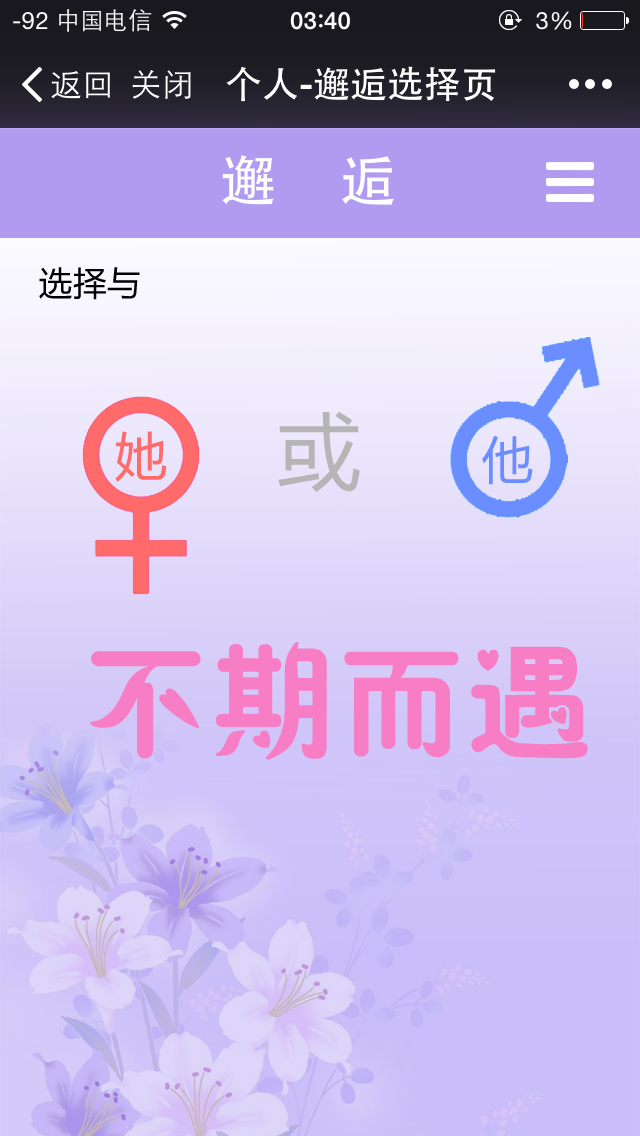 -92 中国电信 03:40 3%
返回 关闭 个人-邂逅选择页
邂 逅
选择与
她 或 他
不期而遇